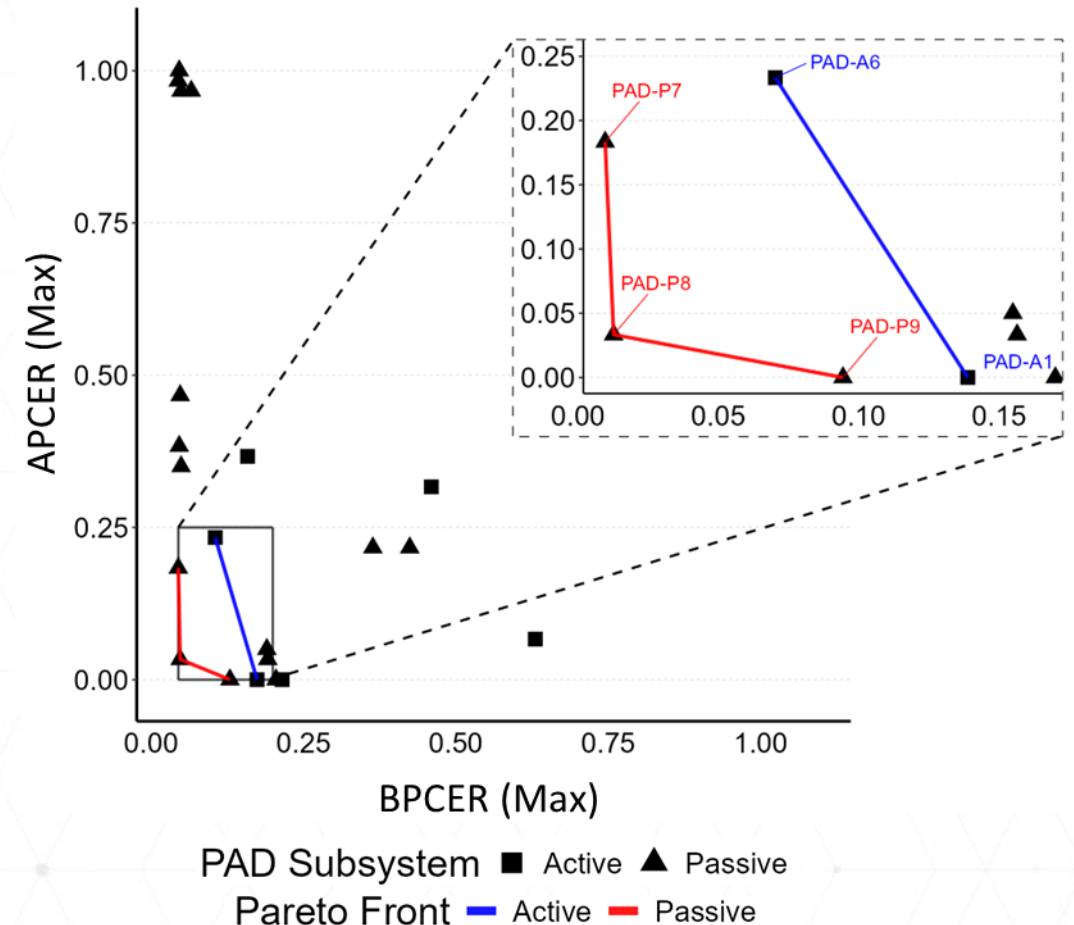 1.00
0.75
0.50
0.25
0.00
APCER (Max)
0.00 0.25 0.50 0.75 1.00
BPCER (Max)
0.25
0.20
0.15
0.10
0.05
0.00
0.00 0.05 0.10 0.15
PAD-A6
PAD-P7
PAD-P8
PAD-P9
PAD-A1
PAD Subsystem Active Passive
Pareto Front Active Passive